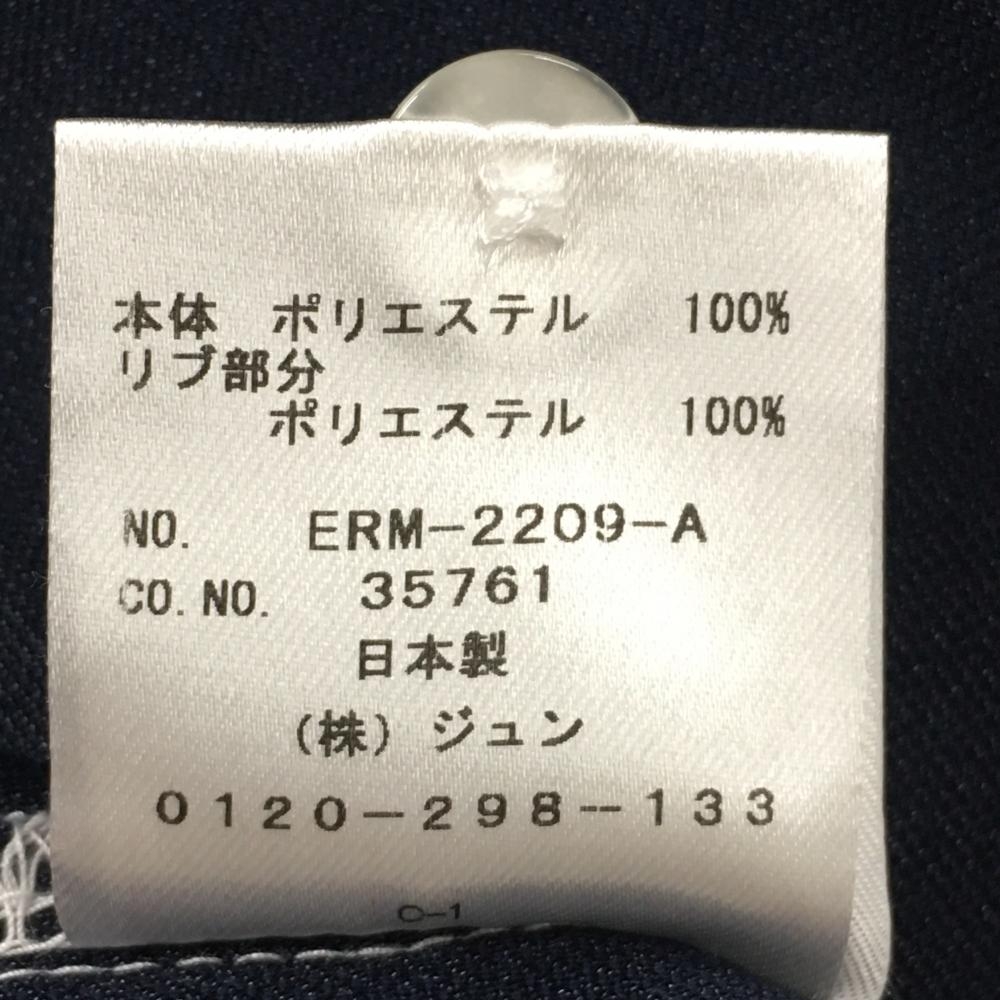 本体 ポリエステル 100%
リブ部分
ポリエステル 100%
NO. ERM-2209-A
CO.NO. 35761
日本製
(株)ジュン
0120-298-133
C-1